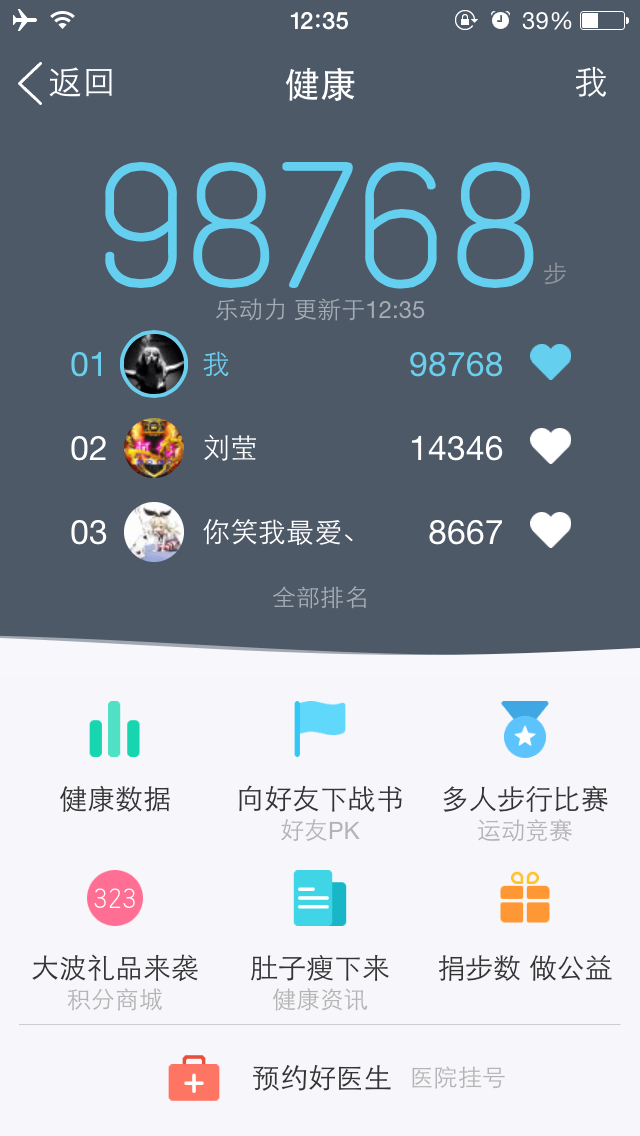 12:35
39%
返回
健康
我
98768
步
乐动力 更新于12:35
01 我 98768
02 刘莹 14346
03 你笑我最爱、 8667
全部排名
健康数据
向好友下战书
好友PK
多人步行比赛
运动竞赛
323
大波礼品来袭
积分商城
肚子瘦下来
健康资讯
捐步数 做公益
预约好医生 医院挂号